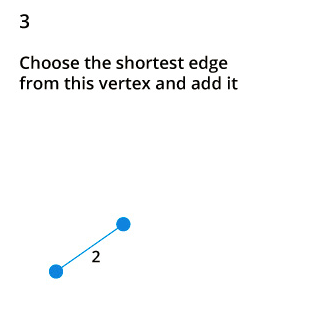 3
Choose the shortest edge
from this vertex and add it
2